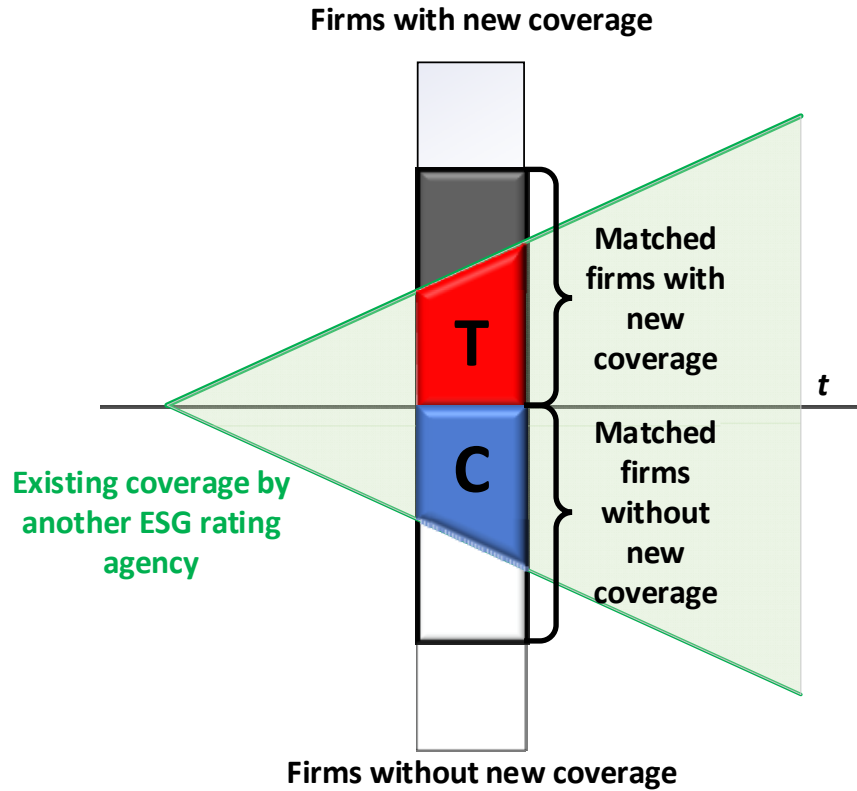 Firms with new coverage
Matched
firms with
new
coverage
T
t
C
Matched
firms
without
new
coverage
Existing coverage by
another ESG rating
agency
Firms without new coverage